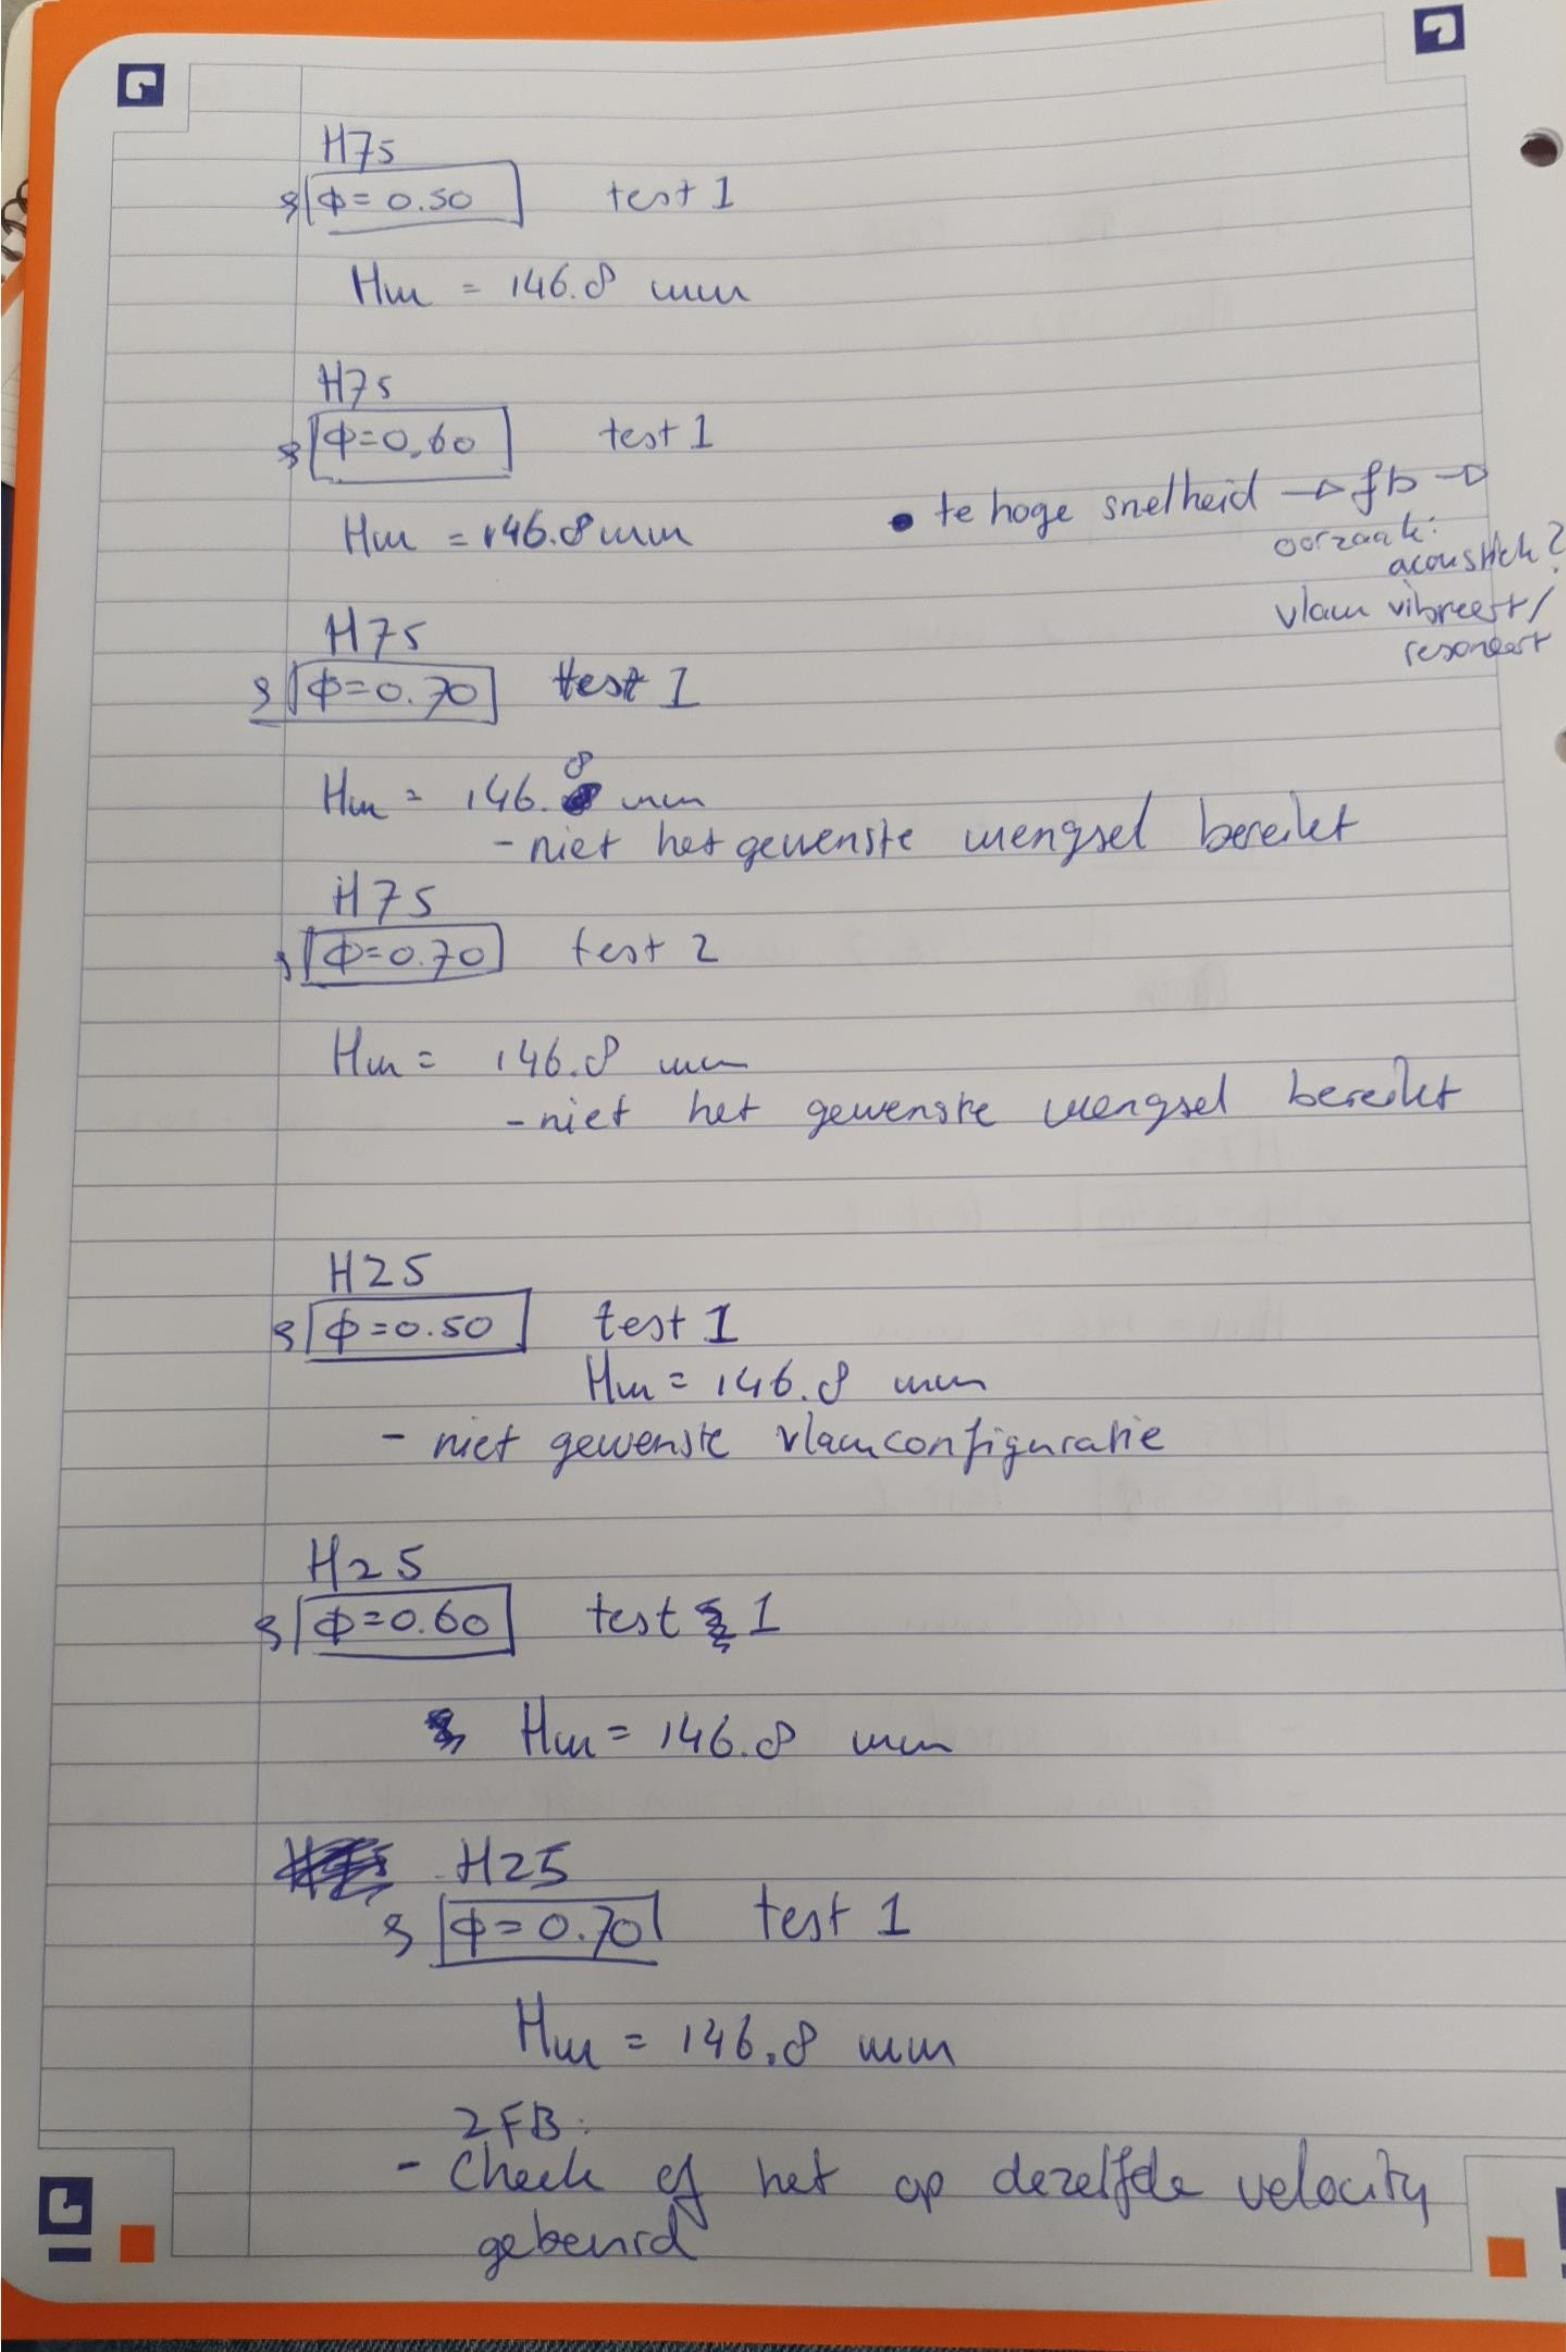 H75
φ=0.50 test 1
Hm = 146.8 mm
H75
φ=0,60 test 1
• te hoge snelheid → fb →
oorzaak:
acoustich?
vlam vibreert/
resoneert
Hm = 146.8 mm
H75
φ=0.70 test 1
Hm = 146.8 mm
- niet het gewenste mengsel bereikt
H75
φ=0.70 test 2
Hm = 146.8 mm
- niet het gewenste mengsel bereikt
H25
φ=0.50 test 1
Hm = 146.8 mm
- niet gewenste vlamconfiguratie
H25
φ=0.60 test 1
Hm = 146.8 mm
H25
φ=0.70 test 1
Hm = 146,8 mm
2FB:
- Check of het op dezelfde velocity
gebeurd